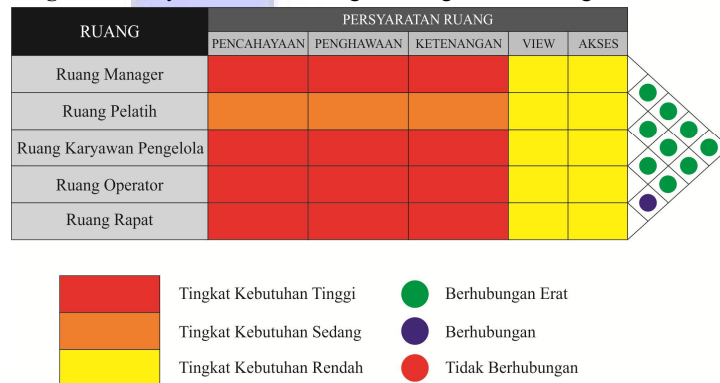 RUANG
PERSYARATAN RUANG
PENCAHAYAAN PENGHAWAAN KETENANGAN VIEW AKSES
Ruang Manager
Ruang Pelatih
Ruang Karyawan Pengelola
Ruang Operator
Ruang Rapat
Tingkat Kebutuhan Tinggi
Berhubungan Erat
Tingkat Kebutuhan Sedang
Berhubungan
Tingkat Kebutuhan Rendah
Tidak Berhubungan